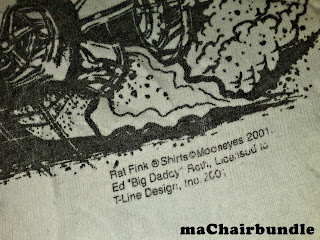 Rat Fink ® Shirts©Mooneyes 2001.
Ed "Big Daddy" Roth, Licensed to
T-Line Design, Inc. 2001
maChairbundle